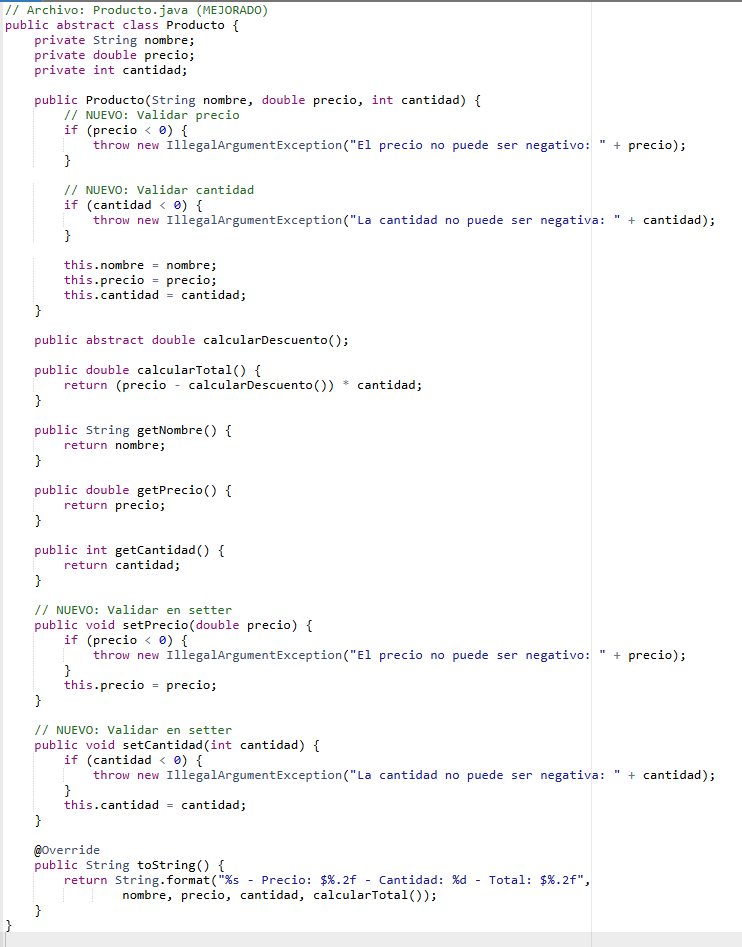 // Archivo: Producto.java (MEJORADO)
public abstract class Producto {
    private String nombre;
    private double precio;
    private int cantidad;

    public Producto(String nombre, double precio, int cantidad) {
        // NUEVO: Validar precio
        if (precio < 0) {
            throw new IllegalArgumentException("El precio no puede ser negativo: " + precio);
        }

        // NUEVO: Validar cantidad
        if (cantidad < 0) {
            throw new IllegalArgumentException("La cantidad no puede ser negativa: " + cantidad);
        }

        this.nombre = nombre;
        this.precio = precio;
        this.cantidad = cantidad;
    }

    public abstract double calcularDescuento();

    public double calcularTotal() {
        return (precio - calcularDescuento()) * cantidad;
    }

    public String getNombre() {
        return nombre;
    }

    public double getPrecio() {
        return precio;
    }

    public int getCantidad() {
        return cantidad;
    }

    // NUEVO: Validar en setter
    public void setPrecio(double precio) {
        if (precio < 0) {
            throw new IllegalArgumentException("El precio no puede ser negativo: " + precio);
        }
        this.precio = precio;
    }

    // NUEVO: Validar en setter
    public void setCantidad(int cantidad) {
        if (cantidad < 0) {
            throw new IllegalArgumentException("La cantidad no puede ser negativa: " + cantidad);
        }
        this.cantidad = cantidad;
    }

    @Override
    public String toString() {
        return String.format("%s - Precio: $%.2f - Cantidad: %d - Total: $%.2f",
                nombre, precio, cantidad, calcularTotal());
    }
}